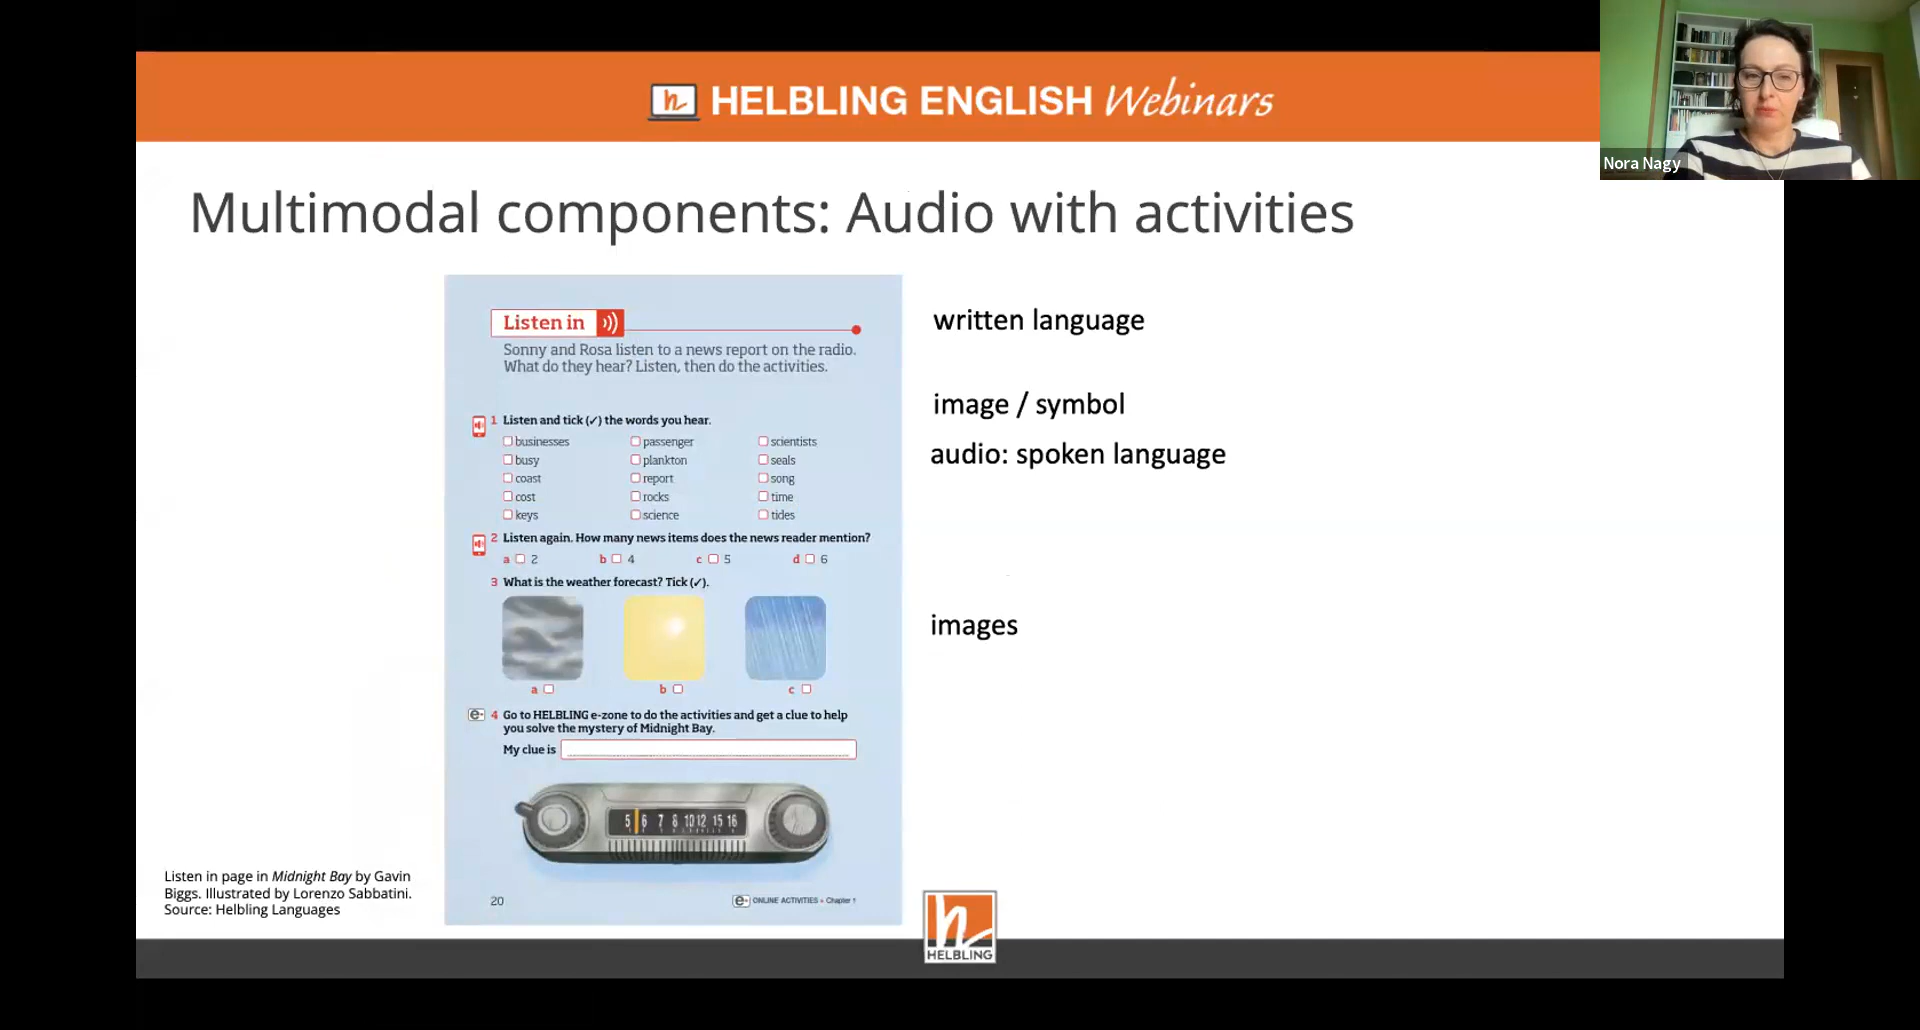 HELBLING ENGLISH Webinars
Nora Nagy
Multimodal components: Audio with activities
Listen in
Sonny and Rosa listen to a news report on the radio.
What do they hear? Listen, then do the activities.
1 Listen and tick (✓) the words you hear.
businesses passenger scientists
busy plankton seals
coast report song
cost rocks time
keys science tides
2 Listen again. How many news items does the news reader mention?
a 2 b 4 c 5 d 6
3 What is the weather forecast? Tick (✓).
a b c
e- 4 Go to HELBLING e-zone to do the activities and get a clue to help
you solve the mystery of Midnight Bay.
My clue is
5 6 7 8 10 12 15 16
20
e- ONLINE ACTIVITIES • Chapter 1
written language
image / symbol
audio: spoken language
images
Listen in page in Midnight Bay by Gavin
Biggs. Illustrated by Lorenzo Sabbatini.
Source: Helbling Languages
h
HELBLING